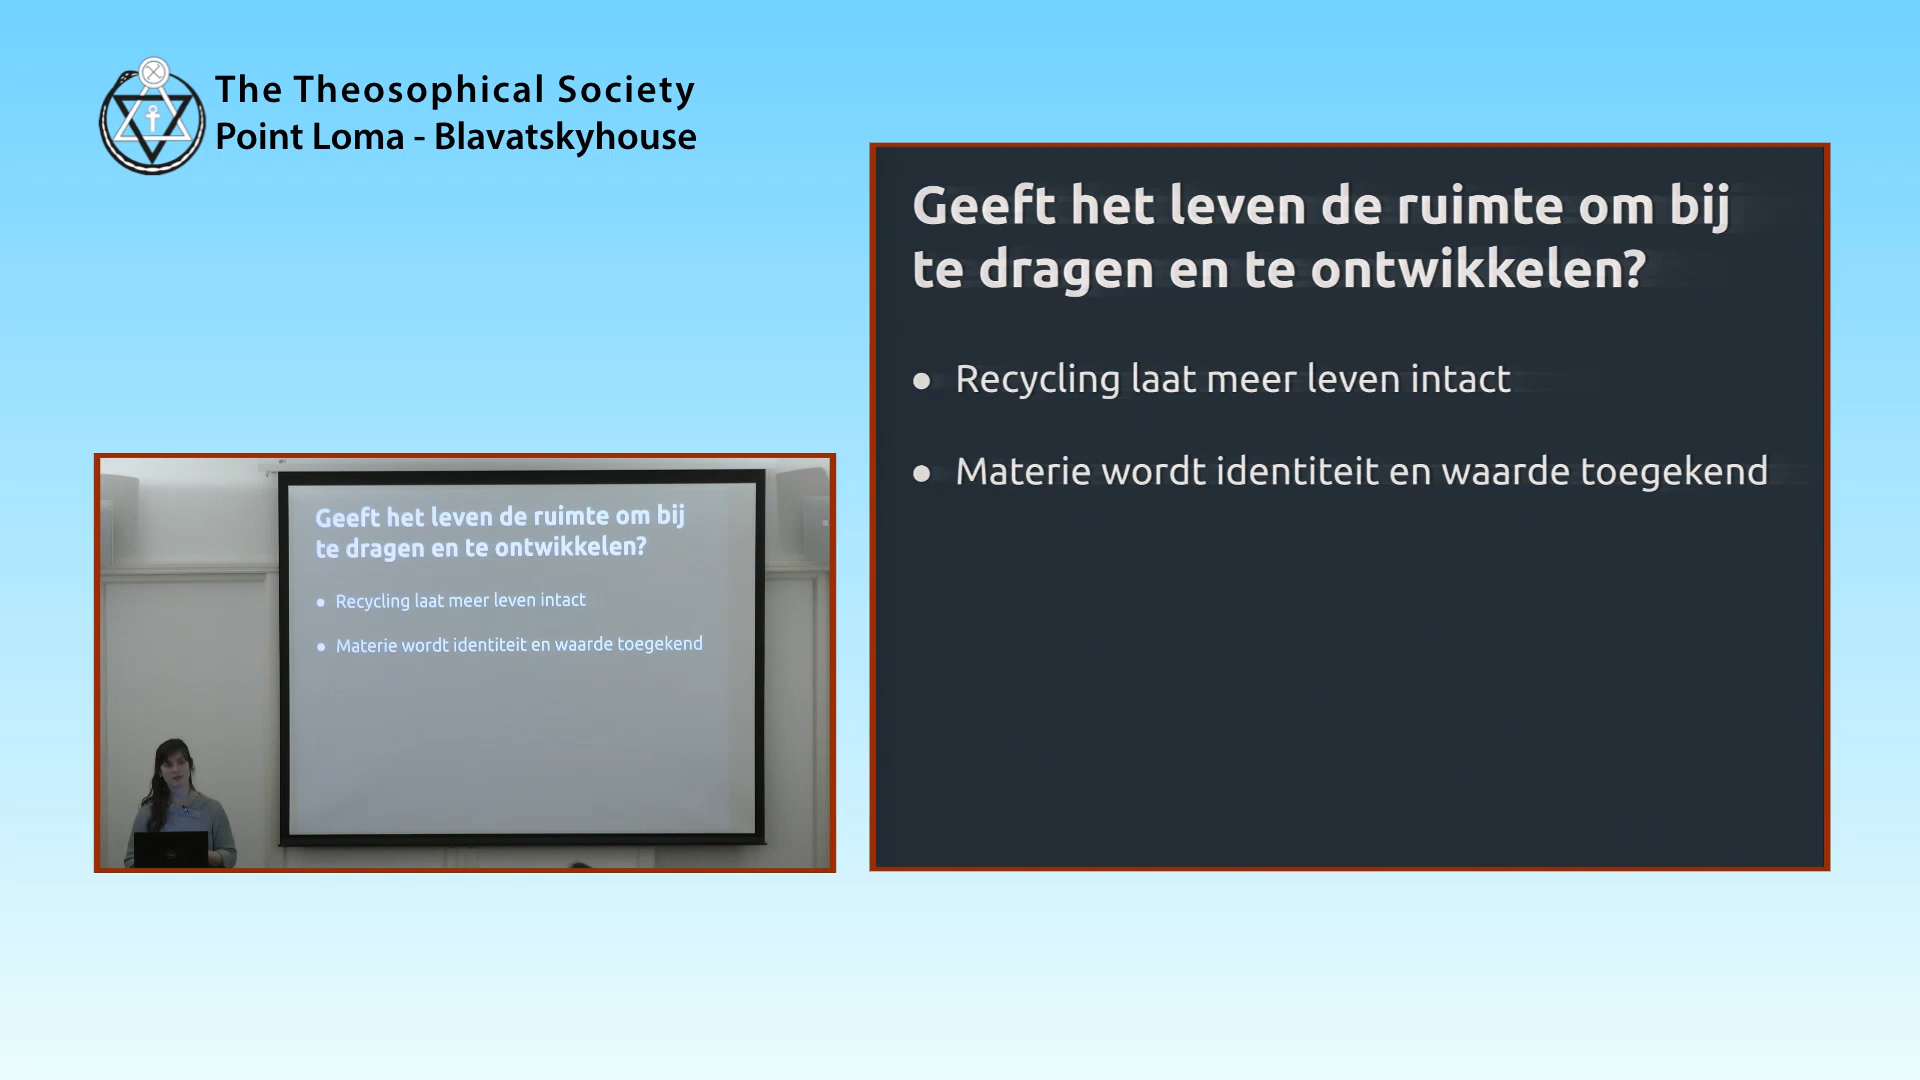 The Theosophical Society
Point Loma - Blavatskyhouse
Geeft het leven de ruimte om bij
te dragen en te ontwikkelen?
• Recycling laat meer leven intact
• Materie wordt identiteit en waarde toegekend
Geeft het leven de ruimte om bij
te dragen en te ontwikkelen?
• Recycling laat meer leven intact
• Materie wordt identiteit en waarde toegekend